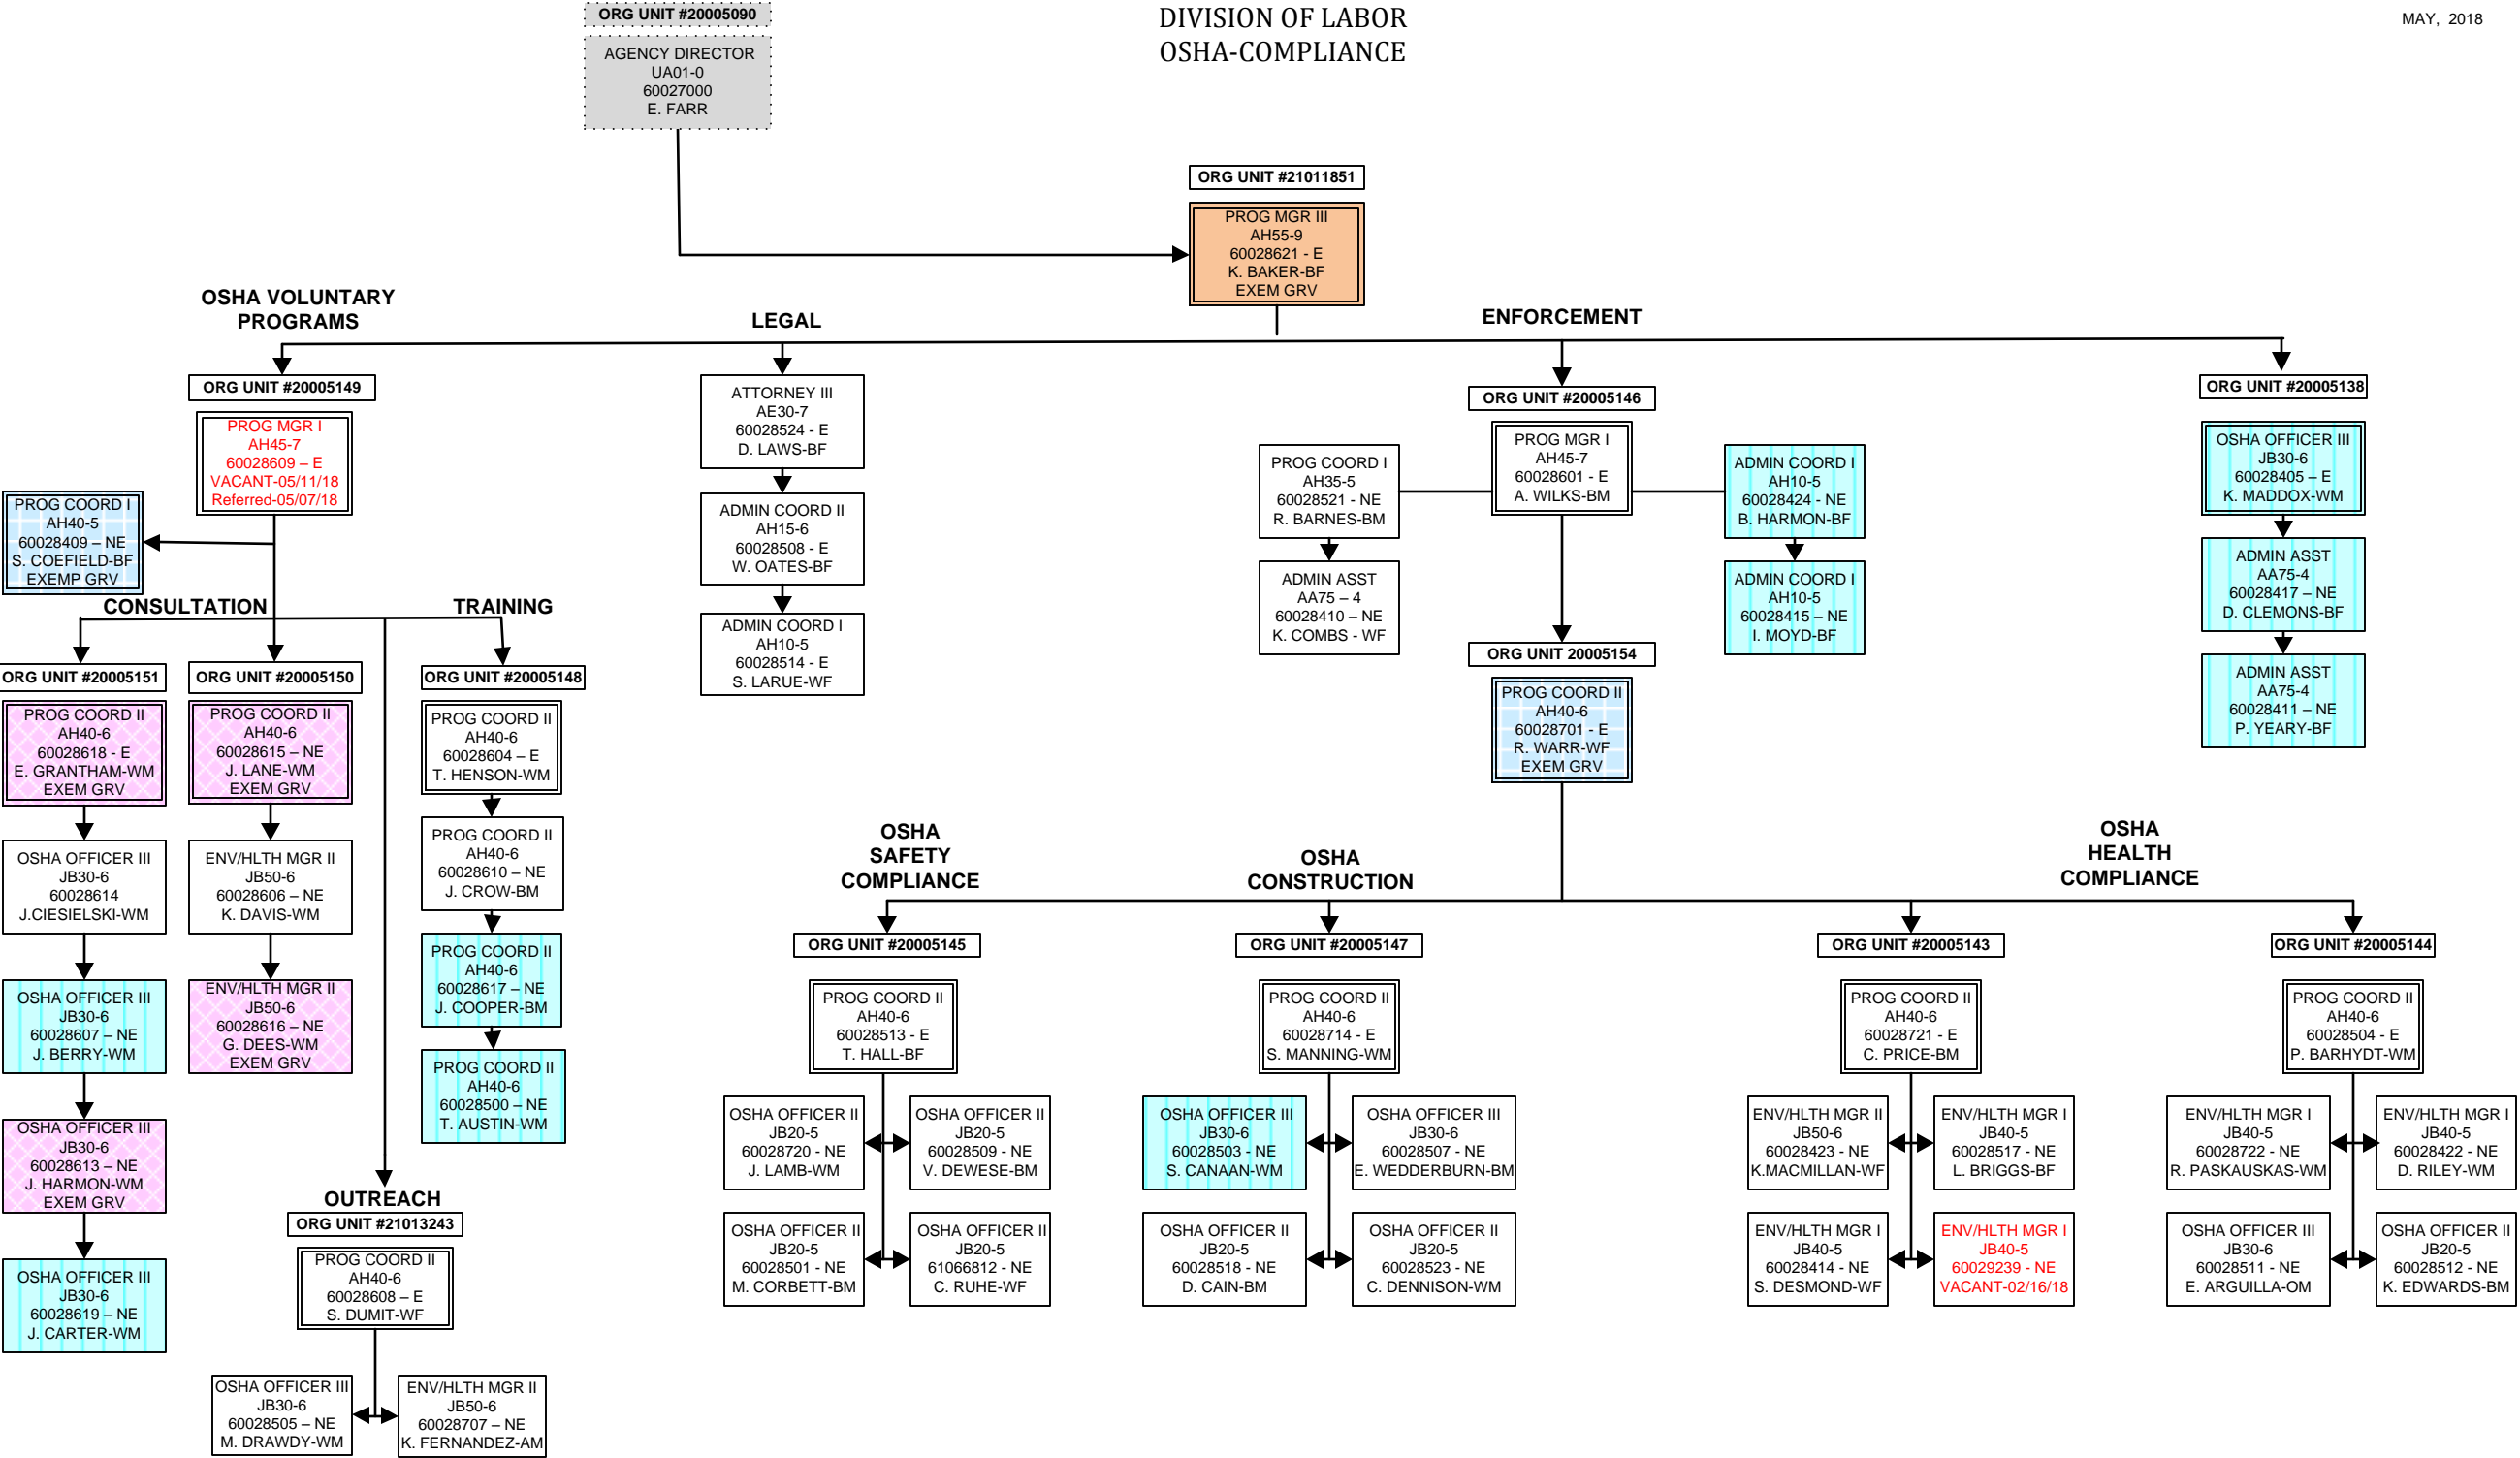 ORG UNIT #20005090
DIVISION OF LABOR
OSHA-COMPLIANCE
MAY, 2018
AGENCY DIRECTOR
UA01-0
60027000
E. FARR
ORG UNIT #21011851
PROG MGR III
AH55-9
60028621 - E
K. BAKER-BF
EXEM GRV
OSHA VOLUNTARY
PROGRAMS
LEGAL
ENFORCEMENT
ORG UNIT #20005149
PROG MGR I
AH45-7
60028609 – E
VACANT-05/11/18
Referred-05/07/18
PROG COORD I
AH40-5
60028409 – NE
S. COEFIELD-BF
EXEMP GRV
ATTORNEY III
AE30-7
60028524 - E
D. LAWS-BF
ADMIN COORD II
AH15-6
60028508 - E
W. OATES-BF
ADMIN COORD I
AH10-5
60028514 - E
S. LARUE-WF
ORG UNIT #20005146
PROG COORD I
AH35-5
60028521 - NE
R. BARNES-BM
PROG MGR I
AH45-7
60028601 - E
A. WILKS-BM
ADMIN COORD I
AH10-5
60028424 - NE
B. HARMON-BF
ADMIN ASST
AA75 – 4
60028410 – NE
K. COMBS - WF
ADMIN COORD I
AH10-5
60028415 – NE
I. MOYD-BF
ORG UNIT #20005138
OSHA OFFICER III
JB30-6
60028405 – E
K. MADDOX-WM
ADMIN ASST
AA75-4
60028417 – NE
D. CLEMONS-BF
ADMIN ASST
AA75-4
60028411 – NE
P. YEARY-BF
CONSULTATION
TRAINING
ORG UNIT #20005151
PROG COORD II
AH40-6
60028618 - E
E. GRANTHAM-WM
EXEM GRV
OSHA OFFICER III
JB30-6
60028614
J.CIESIELSKI-WM
OSHA OFFICER III
JB30-6
60028607 – NE
J. BERRY-WM
OSHA OFFICER III
JB30-6
60028613 – NE
J. HARMON-WM
EXEM GRV
OSHA OFFICER III
JB30-6
60028619 – NE
J. CARTER-WM
ORG UNIT #20005150
PROG COORD II
AH40-6
60028615 – NE
J. LANE-WM
EXEM GRV
ENV/HLTH MGR II
JB50-6
60028606 – NE
K. DAVIS-WM
ENV/HLTH MGR II
JB50-6
60028616 – NE
G. DEES-WM
EXEM GRV
ORG UNIT #20005148
PROG COORD II
AH40-6
60028604 – E
T. HENSON-WM
PROG COORD II
AH40-6
60028610 – NE
J. CROW-BM
PROG COORD II
AH40-6
60028617 – NE
J. COOPER-BM
PROG COORD II
AH40-6
60028500 – NE
T. AUSTIN-WM
OUTREACH
ORG UNIT #21013243
PROG COORD II
AH40-6
60028608 – E
S. DUMIT-WF
OSHA OFFICER III
JB30-6
60028505 – NE
M. DRAWDY-WM
ENV/HLTH MGR II
JB50-6
60028707 – NE
K. FERNANDEZ-AM
ORG UNIT 20005154
PROG COORD II
AH40-6
60028701 - E
R. WARR-WF
EXEM GRV
OSHA
SAFETY
COMPLIANCE
OSHA
CONSTRUCTION
OSHA
HEALTH
COMPLIANCE
ORG UNIT #20005145
PROG COORD II
AH40-6
60028513 - E
T. HALL-BF
OSHA OFFICER II
JB20-5
60028720 - NE
J. LAMB-WM
OSHA OFFICER II
JB20-5
60028509 - NE
V. DEWESE-BM
OSHA OFFICER II
JB20-5
60028501 - NE
M. CORBETT-BM
OSHA OFFICER II
JB20-5
61066812 - NE
C. RUHE-WF
ORG UNIT #20005147
PROG COORD II
AH40-6
60028714 - E
S. MANNING-WM
OSHA OFFICER III
JB30-6
60028503 - NE
S. CANAAN-WM
OSHA OFFICER III
JB30-6
60028507 - NE
E. WEDDERBURN-BM
OSHA OFFICER II
JB20-5
60028518 - NE
D. CAIN-BM
OSHA OFFICER II
JB20-5
60028523 - NE
C. DENNISON-WM
ORG UNIT #20005143
PROG COORD II
AH40-6
60028721 - E
C. PRICE-BM
ENV/HLTH MGR II
JB50-6
60028423 - NE
K.MACMILLAN-WF
ENV/HLTH MGR I
JB40-5
60028517 - NE
L. BRIGGS-BF
ENV/HLTH MGR I
JB40-5
60028414 - NE
S. DESMOND-WF
ENV/HLTH MGR I
JB40-5
60029239 - NE
VACANT-02/16/18
ORG UNIT #20005144
PROG COORD II
AH40-6
60028504 - E
P. BARHYDT-WM
ENV/HLTH MGR I
JB40-5
60028722 - NE
R. PASKAUSKAS-WM
ENV/HLTH MGR I
JB40-5
60028422 - NE
D. RILEY-WM
OSHA OFFICER III
JB30-6
60028511 - NE
E. ARGUILLA-OM
OSHA OFFICER II
JB20-5
60028512 - NE
K. EDWARDS-BM